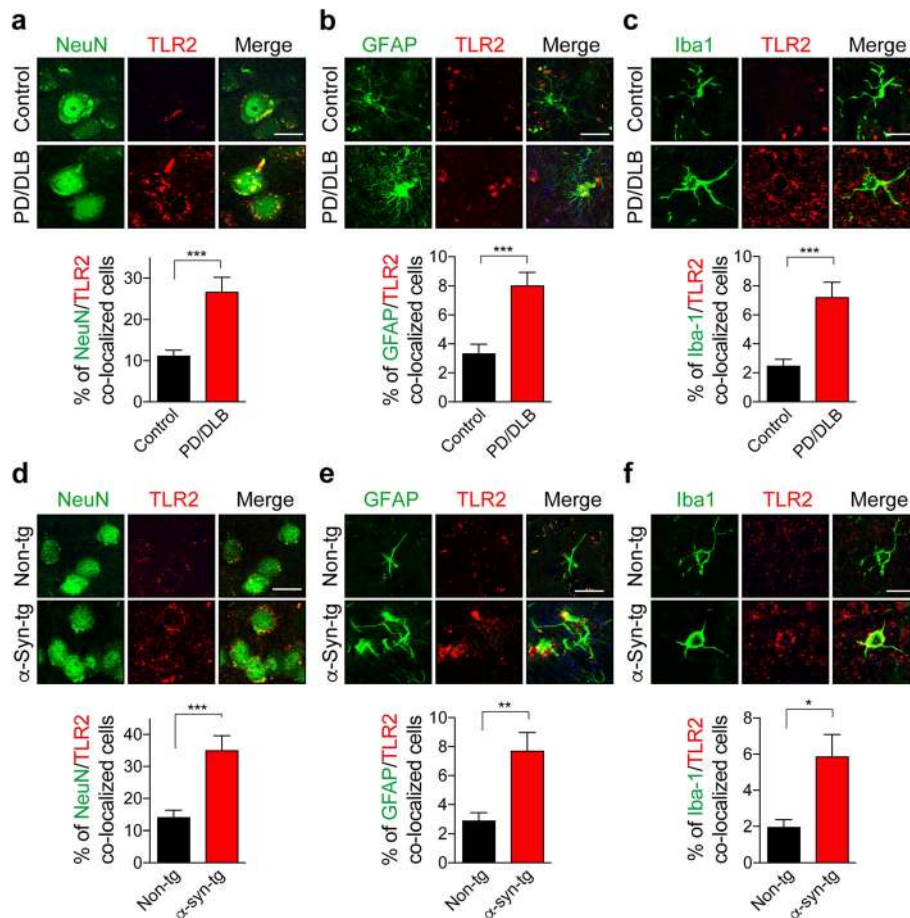 a
NeuN TLR2 Merge
Control
PD/DLB
% of NeuN/TLR2
co-localized cells
30
20
10
0
***
Control
PD/DLB
b
GFAP TLR2 Merge
Control
PD/DLB
% of GFAP/TLR2
co-localized cells
10
8
6
4
2
0
***
Control
PD/DLB
c
Iba1 TLR2 Merge
Control
PD/DLB
% of Iba-1/TLR2
co-localized cells
10
8
6
4
2
0
***
Control
PD/DLB
d
NeuN TLR2 Merge
Non-tg
α-Syn-tg
% of NeuN/TLR2
co-localized cells
40
30
20
10
0
***
Non-tg
α-syn-tg
e
GFAP TLR2 Merge
Non-tg
α-Syn-tg
% of GFAP/TLR2
co-localized cells
10
8
6
4
2
0
**
Non-tg
α-syn-tg
f
Iba1 TLR2 Merge
Non-tg
α-Syn-tg
% of Iba-1/TLR2
co-localized cells
8
6
4
2
0
*
Non-tg
α-syn-tg